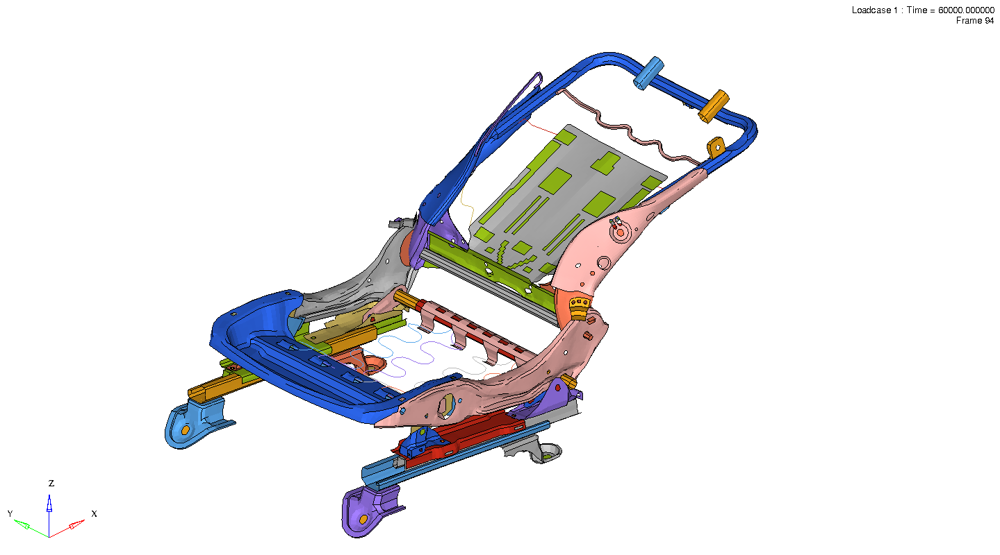 Loadcase 1 : Time = 60000.000000
Frame 94
Z
Y
X